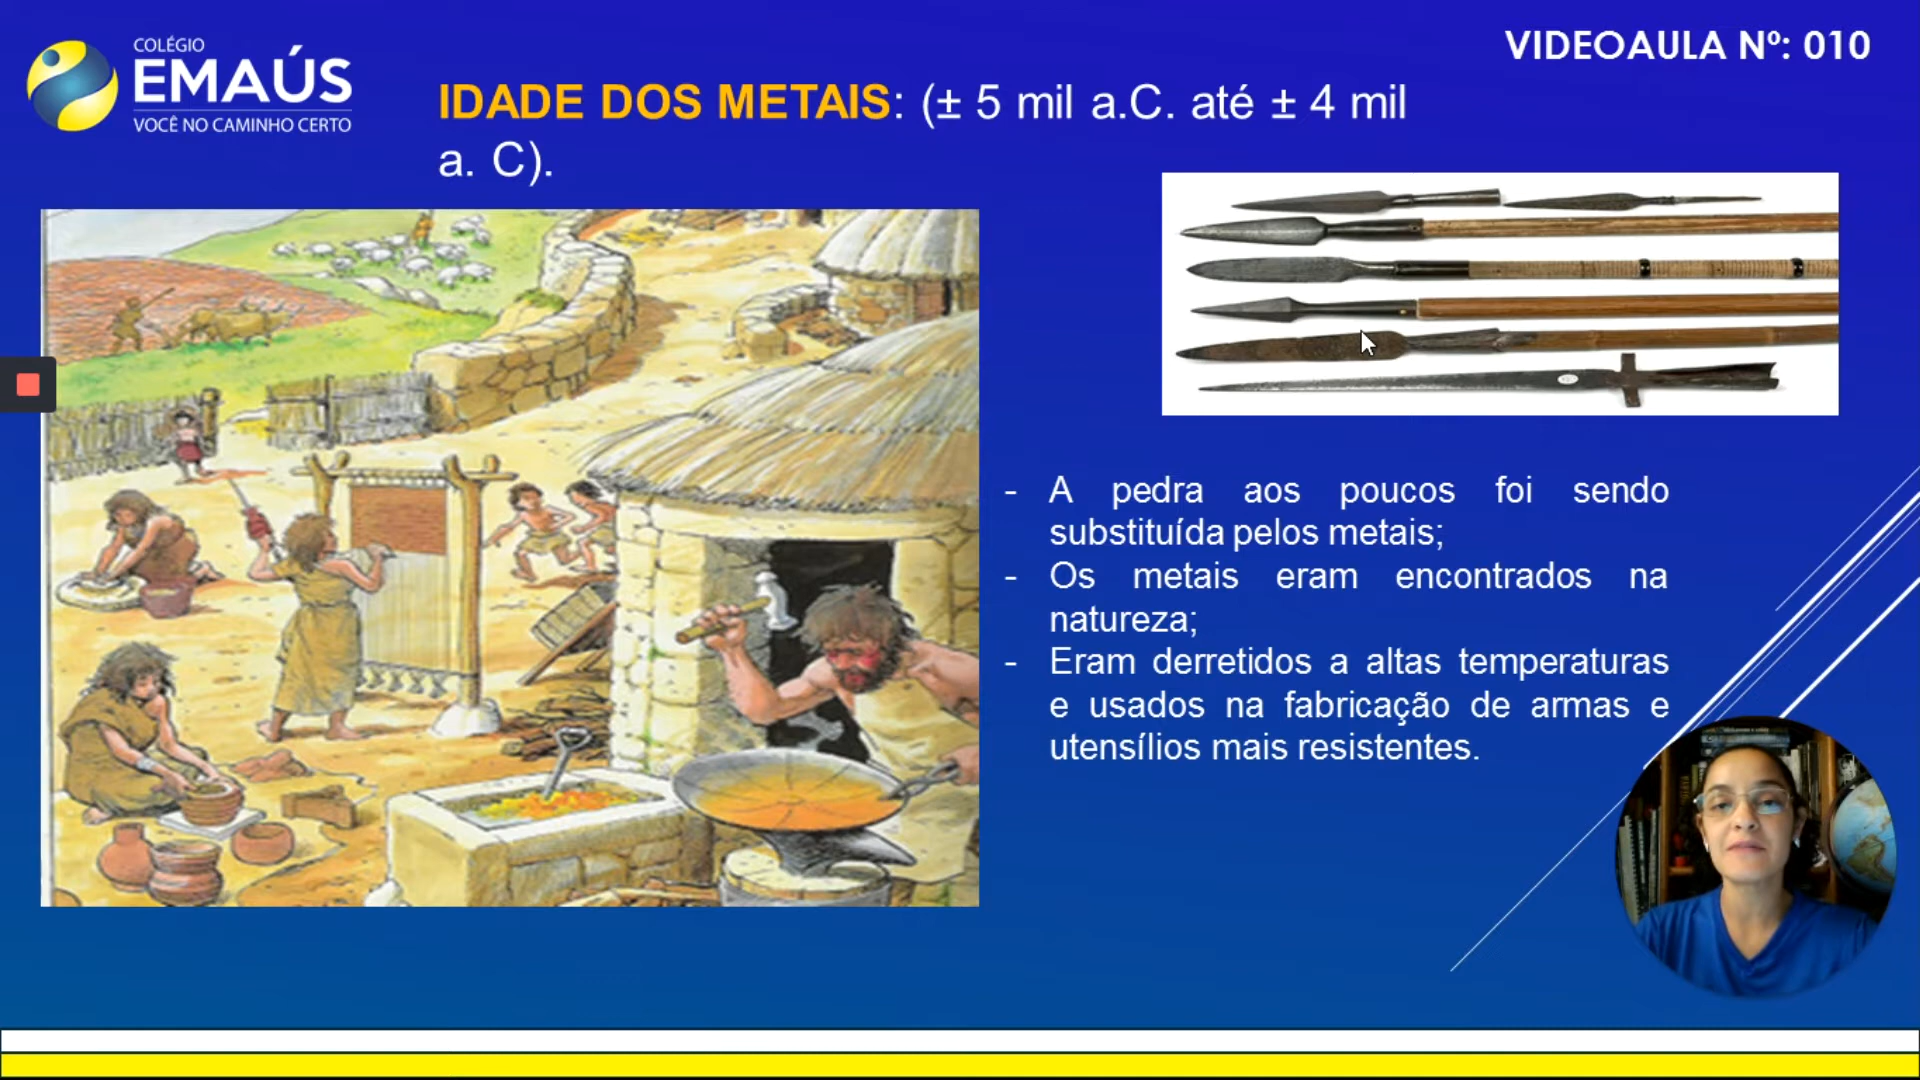 COLÉGIO
EMAÚS
VOCÊ NO CAMINHO CERTO
VIDEOAULA Nº: 010
IDADE DOS METAIS: (± 5 mil a.C. até ± 4 mil
a. C).
- A pedra aos poucos foi sendo
substituída pelos metais;
- Os metais eram encontrados na
natureza;
- Eram derretidos a altas temperaturas
e usados na fabricação de armas e
utensílios mais resistentes.